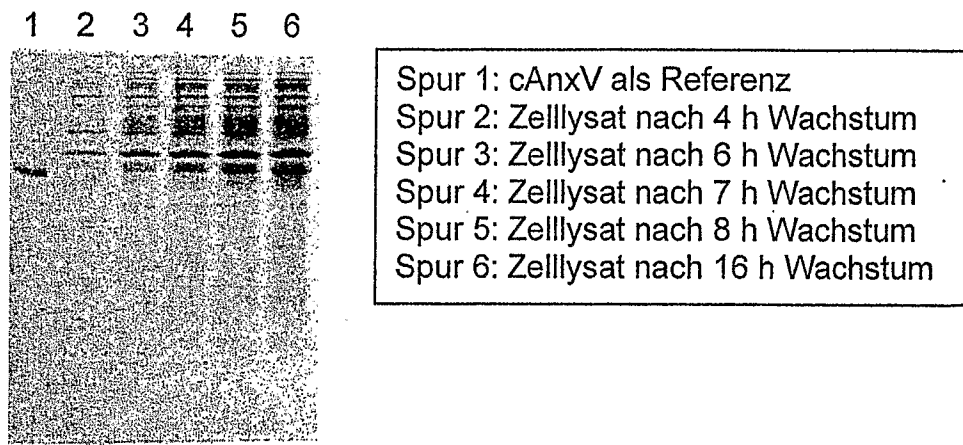 1 2 3 4 5 6
Spur 1: cAnxV als Referenz
Spur 2: Zelllysat nach 4 h Wachstum
Spur 3: Zelllysat nach 6 h Wachstum
Spur 4: Zelllysat nach 7 h Wachstum
Spur 5: Zelllysat nach 8 h Wachstum
Spur 6: Zelllysat nach 16 h Wachstum